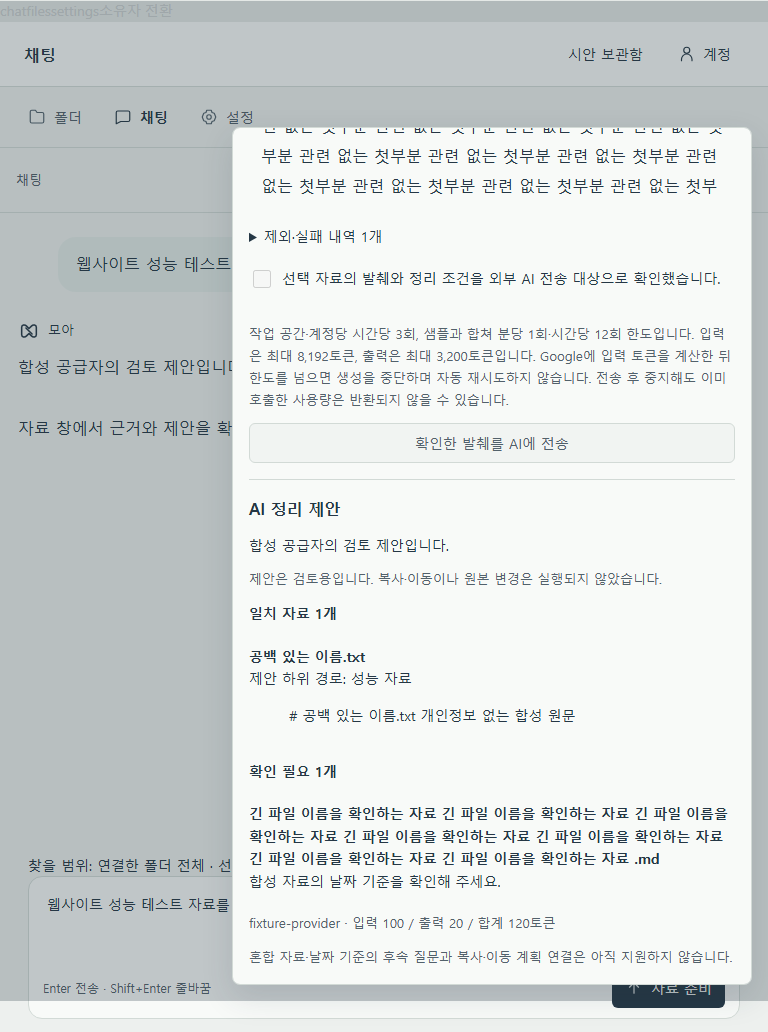 chatfilessettings소유자 전환
채팅
시안 보관함
계정
폴더
채팅
설정
채팅
부분 관련 없는 첫부분 관련 없는 첫부분 관련 없는 첫부분 관련
없는 첫부분 관련 없는 첫부분 관련 없는 첫부분 관련 없는 첫부
▶ 제외·실패 내역 1개
선택 자료의 발췌와 정리 조건을 외부 AI 전송 대상으로 확인했습니다.
작업 공간·계정당 시간당 3회, 샘플과 합쳐 분당 1회·시간당 12회 한도입니다. 입력
은 최대 8,192토큰, 출력은 최대 3,200토큰입니다. Google에 입력 토큰을 계산한 뒤
한도를 넘으면 생성을 중단하며 자동 재시도하지 않습니다. 전송 후 중지해도 이미
호출한 사용량은 반환되지 않을 수 있습니다.
확인한 발췌를 AI에 전송
AI 정리 제안
합성 공급자의 검토 제안입니다.
제안은 검토용입니다. 복사·이동이나 원본 변경은 실행되지 않았습니다.
일치 자료 1개
공백 있는 이름.txt
제안 하위 경로: 성능 자료
# 공백 있는 이름.txt 개인정보 없는 합성 원문
확인 필요 1개
긴 파일 이름을 확인하는 자료 긴 파일 이름을 확인하는 자료 긴 파일 이름을
확인하는 자료 긴 파일 이름을 확인하는 자료 긴 파일 이름을 확인하는 자료
긴 파일 이름을 확인하는 자료 긴 파일 이름을 확인하는 자료 .md
합성 자료의 날짜 기준을 확인해 주세요.
fixture-provider · 입력 100 / 출력 20 / 합계 120토큰
혼합 자료·날짜 기준의 후속 질문과 복사·이동 계획 연결은 아직 지원하지 않습니다.
웹사이트 성능 테스트
모아
합성 공급자의 검토 제안입니
자료 창에서 근거와 제안을 확
찾을 범위: 연결한 폴더 전체 · 선
웹사이트 성능 테스트 자료를
Enter 전송 · Shift+Enter 줄바꿈
자료 준비